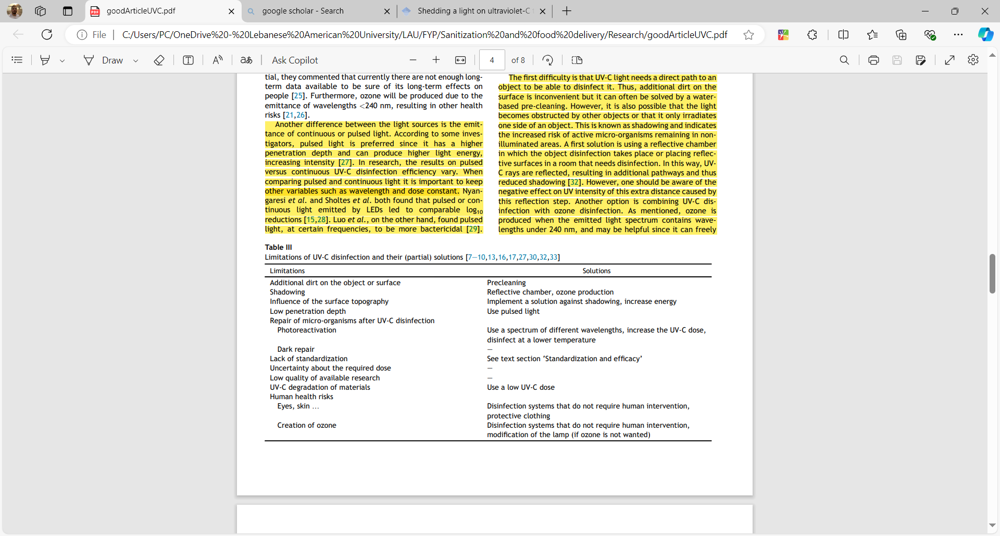 goodArticleUVC.pdf
google scholar - Search
Shedding a light on ultraviolet-C
File
C:/Users/PC/OneDrive%20-%20Lebanese%20American%20University/LAU/FYP/Sanitization%20and%20food%20delivery/Research/goodArticleUVC.pdf
Draw
Ask Copilot
4 of 8
tial, they commented that currently there are not enough long-
term data available to be sure of its long-term effects on
people [25]. Furthermore, ozone will be produced due to the
emittance of wavelengths <240 nm, resulting in other health
risks [21,26].
Another difference between the light sources is the emit-
tance of continuous or pulsed light. According to some inves-
tigators, pulsed light is preferred since it has a higher
penetration depth and can produce higher light energy,
increasing intensity [27]. In research, the results on pulsed
versus continuous UV-C disinfection efficiency vary. When
comparing pulsed and continuous light it is important to keep
other variables such as wavelength and dose constant. Nyan-
garesi et al. and Sholtes et al. both found that pulsed or con-
tinuous light emitted by LEDs led to comparable log10
reductions [15,28]. Luo et al., on the other hand, found pulsed
light, at certain frequencies, to be more bactericidal [29].
The first difficulty is that UV-C light needs a direct path to an
object to be able to disinfect it. Thus, additional dirt on the
surface is inconvenient but it can often be solved by a water-
based pre-cleaning. However, it is also possible that the light
becomes obstructed by other objects or that it only irradiates
one side of an object. This is known as shadowing and indicates
the increased risk of active micro-organisms remaining in non-
illuminated areas. A first solution is using a reflective chamber
in which the object disinfection takes place or placing reflec-
tive surfaces in a room that needs disinfection. In this way, UV-
C rays are reflected, resulting in additional pathways and thus
reduced shadowing [32]. However, one should be aware of the
negative effect on UV intensity of this extra distance caused by
this reflection step. Another option is combining UV-C dis-
infection with ozone disinfection. As mentioned, ozone is
produced when the emitted light spectrum contains wave-
lengths under 240 nm, and may be helpful since it can freely
Table III
Limitations of UV-C disinfection and their (partial) solutions [7–10,13,16,17,27,30,32,33]
Limitations Solutions
Additional dirt on the object or surface Precleaning
Shadowing Reflective chamber, ozone production
Influence of the surface topography Implement a solution against shadowing, increase energy
Low penetration depth Use pulsed light
Repair of micro-organisms after UV-C disinfection
Photoreactivation Use a spectrum of different wavelengths, increase the UV-C dose,
disinfect at a lower temperature
Dark repair –
Lack of standardization See text section ‘Standardization and efficacy’
Uncertainty about the required dose –
Low quality of available research –
UV-C degradation of materials Use a low UV-C dose
Human health risks
Eyes, skin ... Disinfection systems that do not require human intervention,
protective clothing
Creation of ozone Disinfection systems that do not require human intervention,
modification of the lamp (if ozone is not wanted)